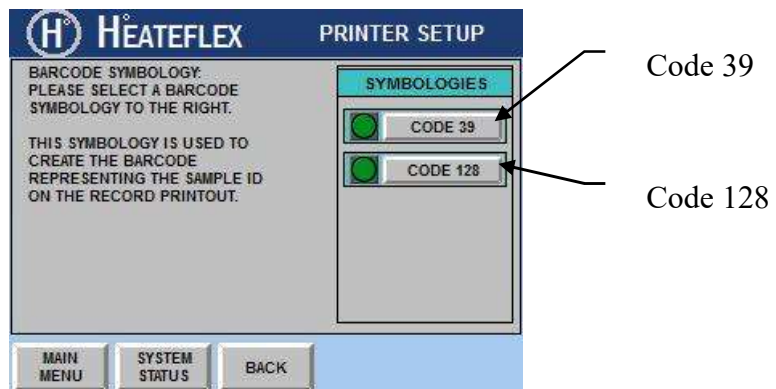 H° HEATEFLEX
PRINTER SETUP
BARCODE SYMBOLOGY:
PLEASE SELECT A BARCODE
SYMBOLOGY TO THE RIGHT.
THIS SYMBOLOGY IS USED TO
CREATE THE BARCODE
REPRESENTING THE SAMPLE ID
ON THE RECORD PRINTOUT.
SYMBOLOGIES
CODE 39
CODE 128
Code 39
Code 128
MAIN
MENU
SYSTEM
STATUS
BACK